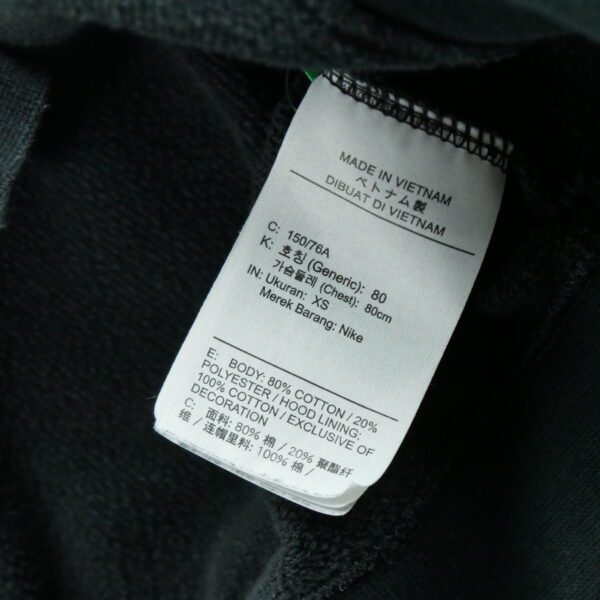 MADE IN VIETNAM
ベトナム製
DIBUAT DI VIETNAM
C: 150/76A
K: 호칭 (Generic): 80
가슴둘레 (Chest): 80cm
IN: Ukuran: XS
Merek Barang: Nike
E: BODY: 80% COTTON / 20%
POLYESTER / HOOD LINING:
100% COTTON / EXCLUSIVE OF
DECORATION
C: 面料: 80% 棉 / 20% 聚酯纤
维 / 连帽里料: 100% 棉 /